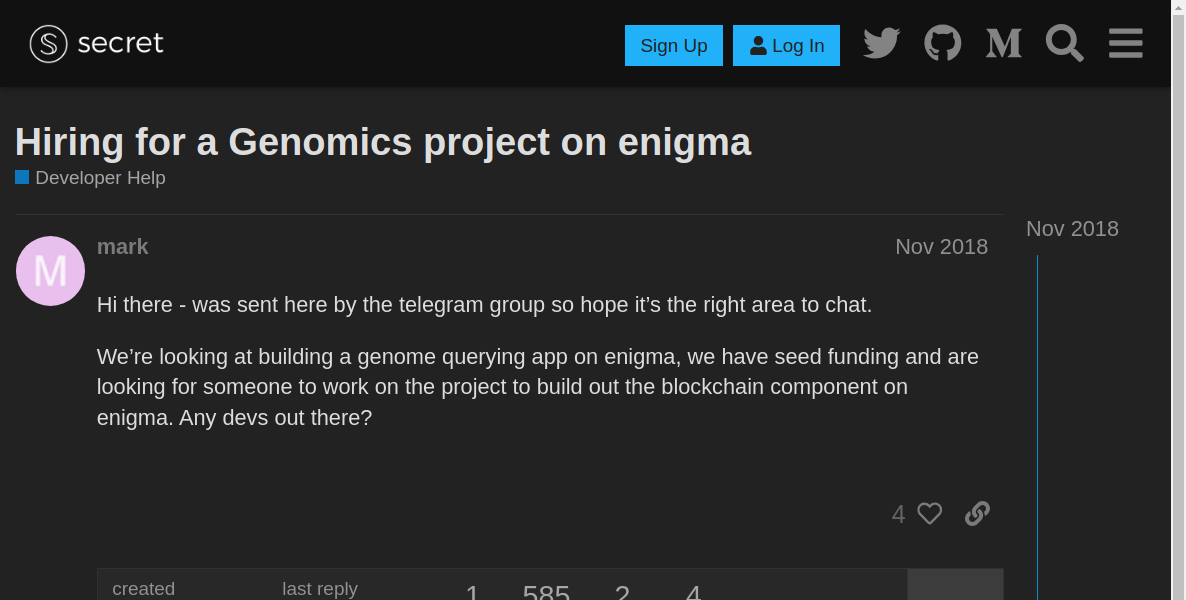 secret
Sign Up
Log In
Hiring for a Genomics project on enigma
Developer Help
Nov 2018
M
mark
Nov 2018
Hi there - was sent here by the telegram group so hope it’s the right area to chat.
We’re looking at building a genome querying app on enigma, we have seed funding and are
looking for someone to work on the project to build out the blockchain component on
enigma. Any devs out there?
4
created
last reply
1
585
2
4